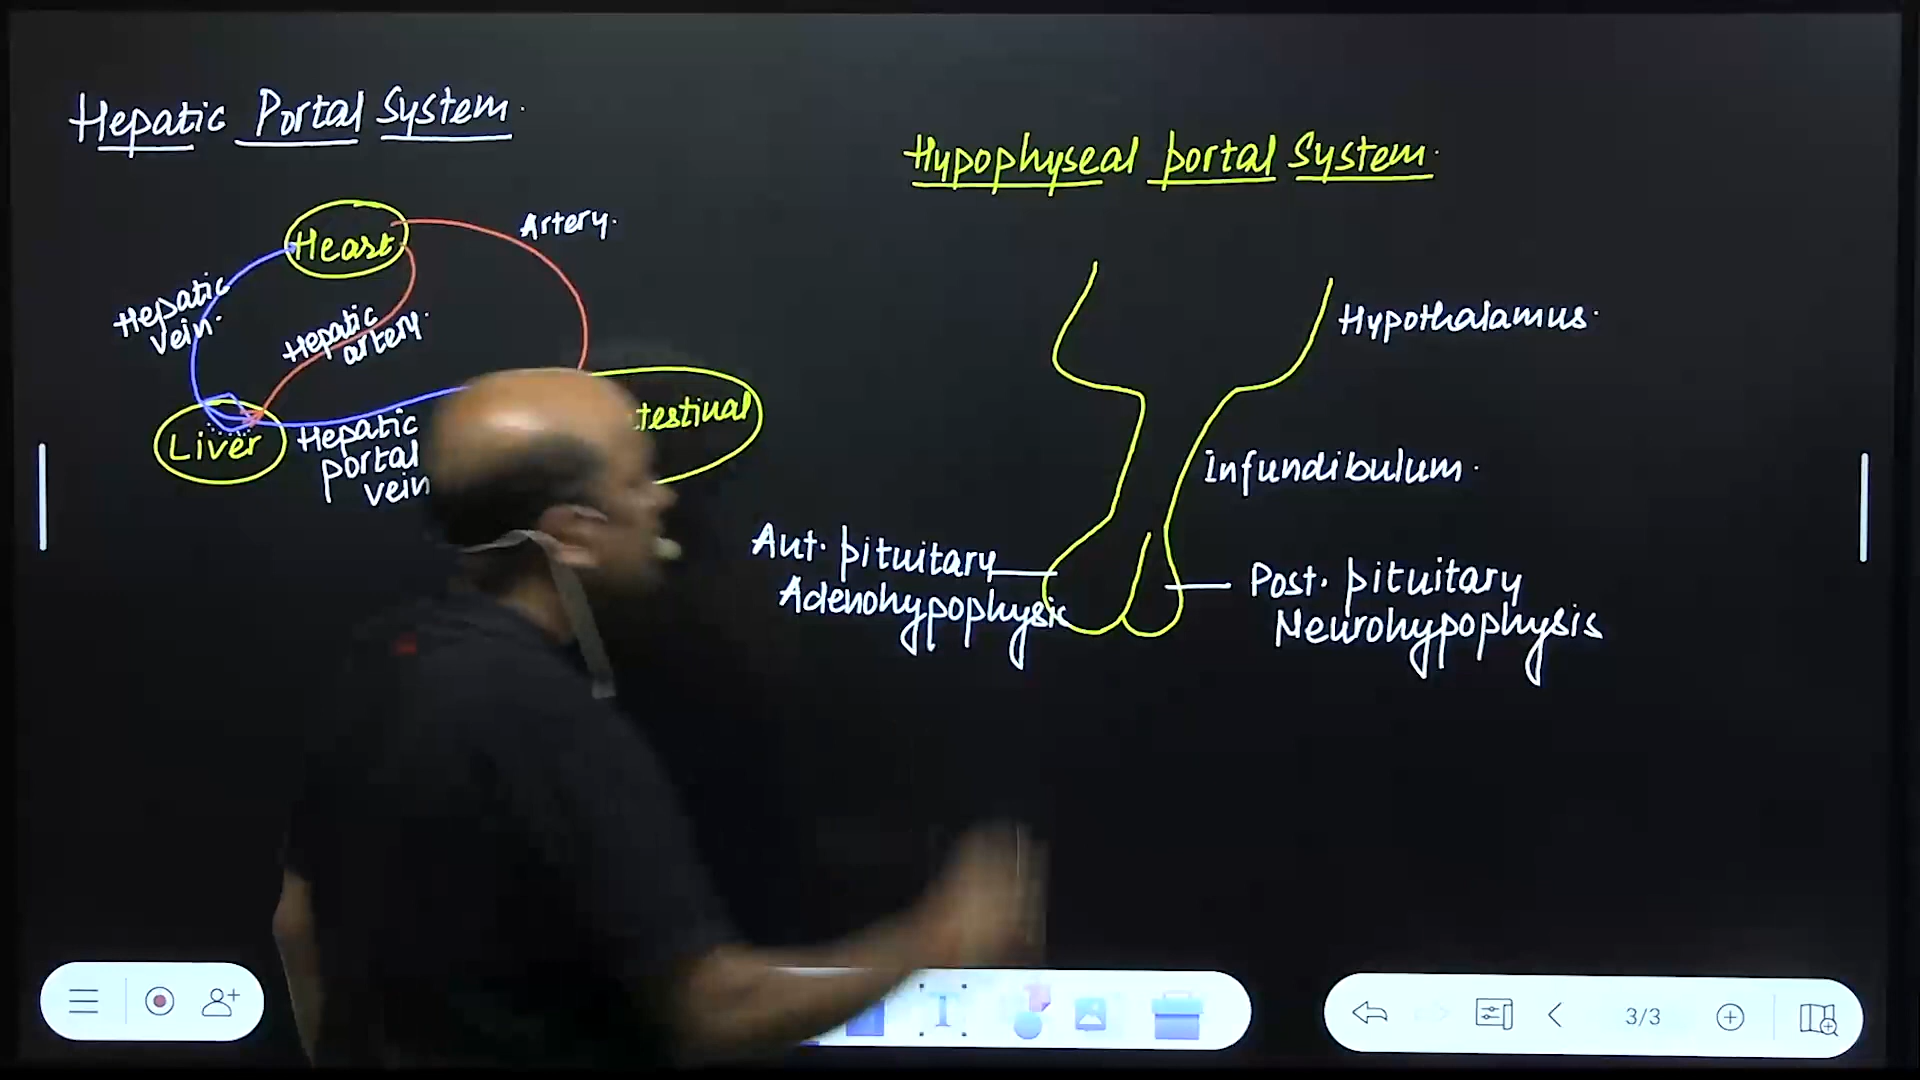 Hepatic Portal System.
Hypophyseal portal System.
Heart
Artery.
Hepatic
vein.
Hepatic
artery.
Liver
Hepatic
portal
vein
testinal
Hypothalamus.
Infundibulum.
Ant. pituitary
Adenohypophysis
Post. pituitary
Neurohypophysis
T
3/3